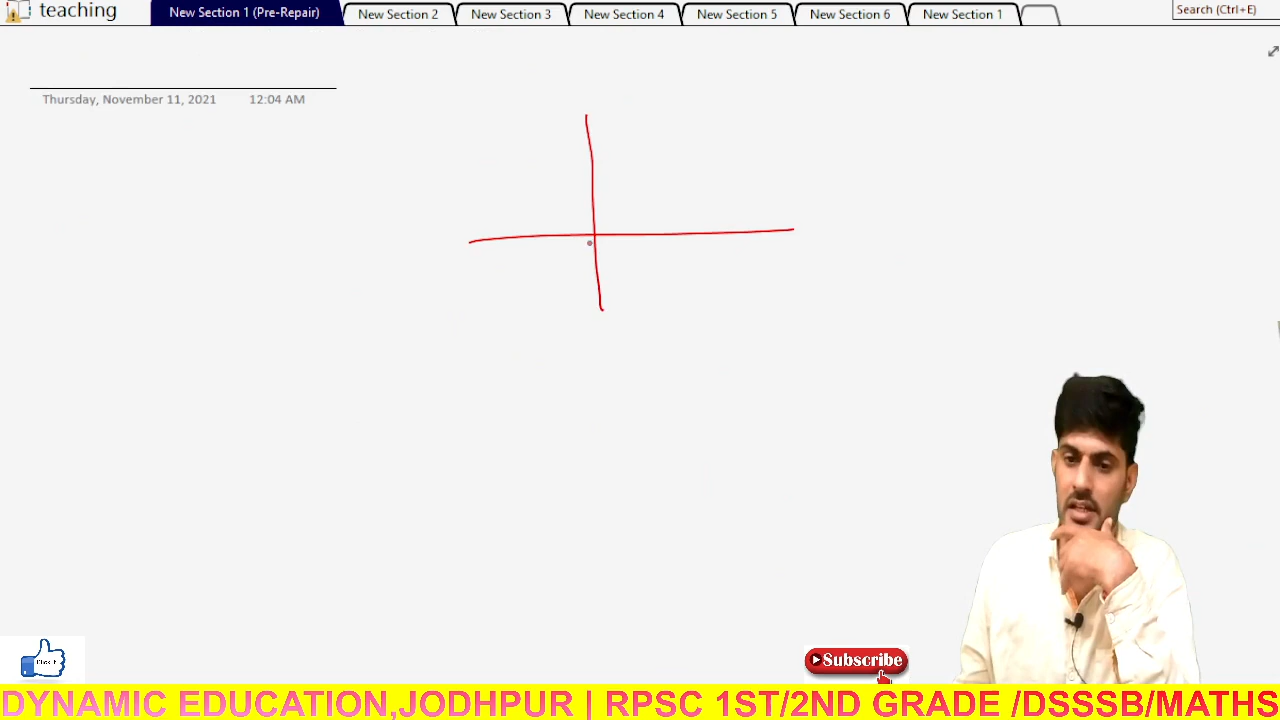 teaching
New Section 1 (Pre-Repair)
New Section 2
New Section 3
New Section 4
New Section 5
New Section 6
New Section 1
Search (Ctrl+E)
Thursday, November 11, 2021 12:04 AM
Subscribe
DYNAMIC EDUCATION,JODHPUR | RPSC 1ST/2ND GRADE /DSSSB/MATHS